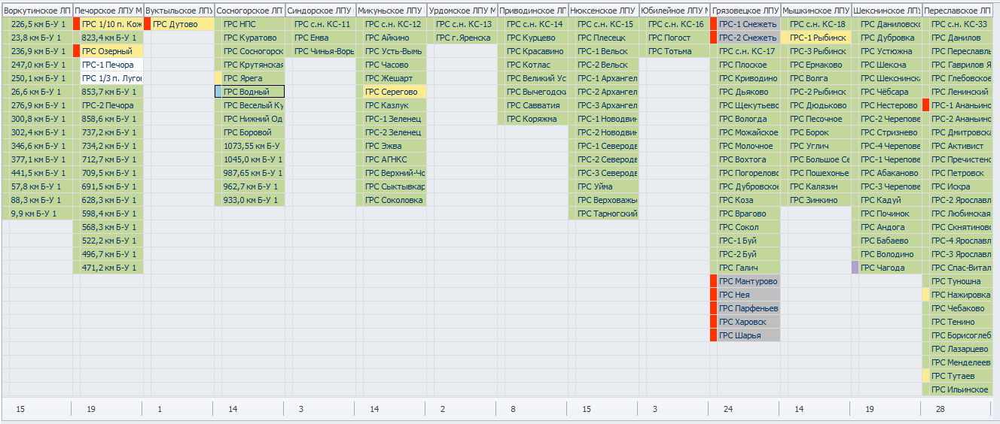 Воркутинское ЛП Печорское ЛПУ М Вуктыльское ЛПУ Сосногорское ЛПУ Синдорское ЛПУ Микуньское ЛПУ Урдомское ЛПУ М Приводинское ЛГ Нюксенское ЛПУ Юбилейное ЛПУ М Грязовецкое ЛПУ Мышкинское ЛПУ Шекснинское ЛПУ Переславское ЛПУ
226,5 км Б-У 1 ГРС 1/10 п. Кож ГРС Дутово ГРС НПС ГРС с.н. КС-11 ГРС с.н. КС-12 ГРС с.н. КС-13 ГРС с.н. КС-14 ГРС с.н. КС-15 ГРС с.н. КС-16 ГРС-1 Снежеть ГРС с.н. КС-18 ГРС Даниловско ГРС с.н. КС-33
23,8 км Б-У 1 823,4 км Б-У 1 ГРС Куратово ГРС Емва ГРС Айкино ГРС г.Яренска ГРС Курцево ГРС Плесецк ГРС Погост ГРС-2 Снежеть ГРС-1 Рыбинск ГРС Дубровка ГРС Данилов
236,9 км Б-У 1 ГРС Озерный ГРС Сосногорск ГРС Чинья-Ворь ГРС Усть-Вымь ГРС Красавино ГРС-1 Вельск ГРС Тотьма ГРС с.н. КС-17 ГРС-3 Рыбинск ГРС Устюжна ГРС Переславль
247,0 км Б-У 1 ГРС-1 Печора ГРС Крутянская ГРС Часово ГРС Котлас ГРС-2 Вельск ГРС Плоское ГРС Ермаково ГРС Шексна ГРС Гаврилов Я
250,1 км Б-У 1 ГРС 1/3 п. Луго ГРС Ярега ГРС Жешарт ГРС Великий Ус ГРС-1 Архангел ГРС Криводино ГРС Волга ГРС Шекснинска ГРС Глебовское
26,6 км Б-У 1 853,7 км Б-У 1 ГРС Водный ГРС Серегово ГРС Вычегодски ГРС-2 Архангел ГРС Дьяково ГРС-2 Рыбинск ГРС Чёбсара ГРС Ленинский
276,9 км Б-У 1 ГРС-2 Печора ГРС Веселый Ку ГРС Казлук ГРС Савватия ГРС-3 Архангел ГРС Щекутьевс ГРС Дюдьково ГРС Нестерово ГРС-1 Ананьино
300,8 км Б-У 1 858,6 км Б-У 1 ГРС Нижний Од ГРС-1 Зеленец ГРС Коряжма ГРС-1 Новодвин ГРС Вологда ГРС Песочное ГРС-2 Черепове ГРС-2 Ананьино
302,4 км Б-У 1 737,2 км Б-У 1 ГРС Боровой ГРС-2 Зеленец ГРС-2 Новодвин ГРС Можайское ГРС Борок ГРС Стризнево ГРС Дмитровска
346,6 км Б-У 1 734,2 км Б-У 1 1073,55 км Б-У ГРС Эжва ГРС-1 Северодв ГРС Молочное ГРС Углич ГРС-4 Черепове ГРС Активист
377,1 км Б-У 1 712,7 км Б-У 1 1045,0 км Б-У 1 ГРС АГНКС ГРС-2 Северодв ГРС Вохтога ГРС Большое Се ГРС-1 Черепове ГРС Пречистенс
441,5 км Б-У 1 709,5 км Б-У 1 987,65 км Б-У 1 ГРС Верхний-Чо ГРС-3 Северодв ГРС Погорелово ГРС Пошехонье ГРС Абаканово ГРС Петровск
57,8 км Б-У 1 691,5 км Б-У 1 962,7 км Б-У 1 ГРС Сыктывкар ГРС Уйма ГРС Дубровское ГРС Калязин ГРС-3 Черепове ГРС Искра
88,3 км Б-У 1 628,3 км Б-У 1 933,0 км Б-У 1 ГРС Соколовка ГРС Верховажье ГРС Коза ГРС Зинкино ГРС Кадуй ГРС-2 Ярославл
9,9 км Б-У 1 598,4 км Б-У 1 ГРС Тарногский ГРС Врагово ГРС Починок ГРС Любимская
568,3 км Б-У 1 ГРС Сокол ГРС Андога ГРС Скнятиново
522,2 км Б-У 1 ГРС-1 Буй ГРС Бабаево ГРС-4 Ярославл
496,7 км Б-У 1 ГРС-2 Буй ГРС Володино ГРС-3 Ярославл
471,2 км Б-У 1 ГРС Галич ГРС Чагода ГРС Спас-Витал
ГРС Мантурово ГРС Туношна
ГРС Нея ГРС Нажировка
ГРС Парфеньев ГРС Чебаково
ГРС Харовск ГРС Тенино
ГРС Шарья ГРС Борисоглеб
ГРС Лазарцево
ГРС Менделеев
ГРС Тутаев
ГРС Ильинское
15 19 1 14 3 14 2 8 15 3 24 14 19 28